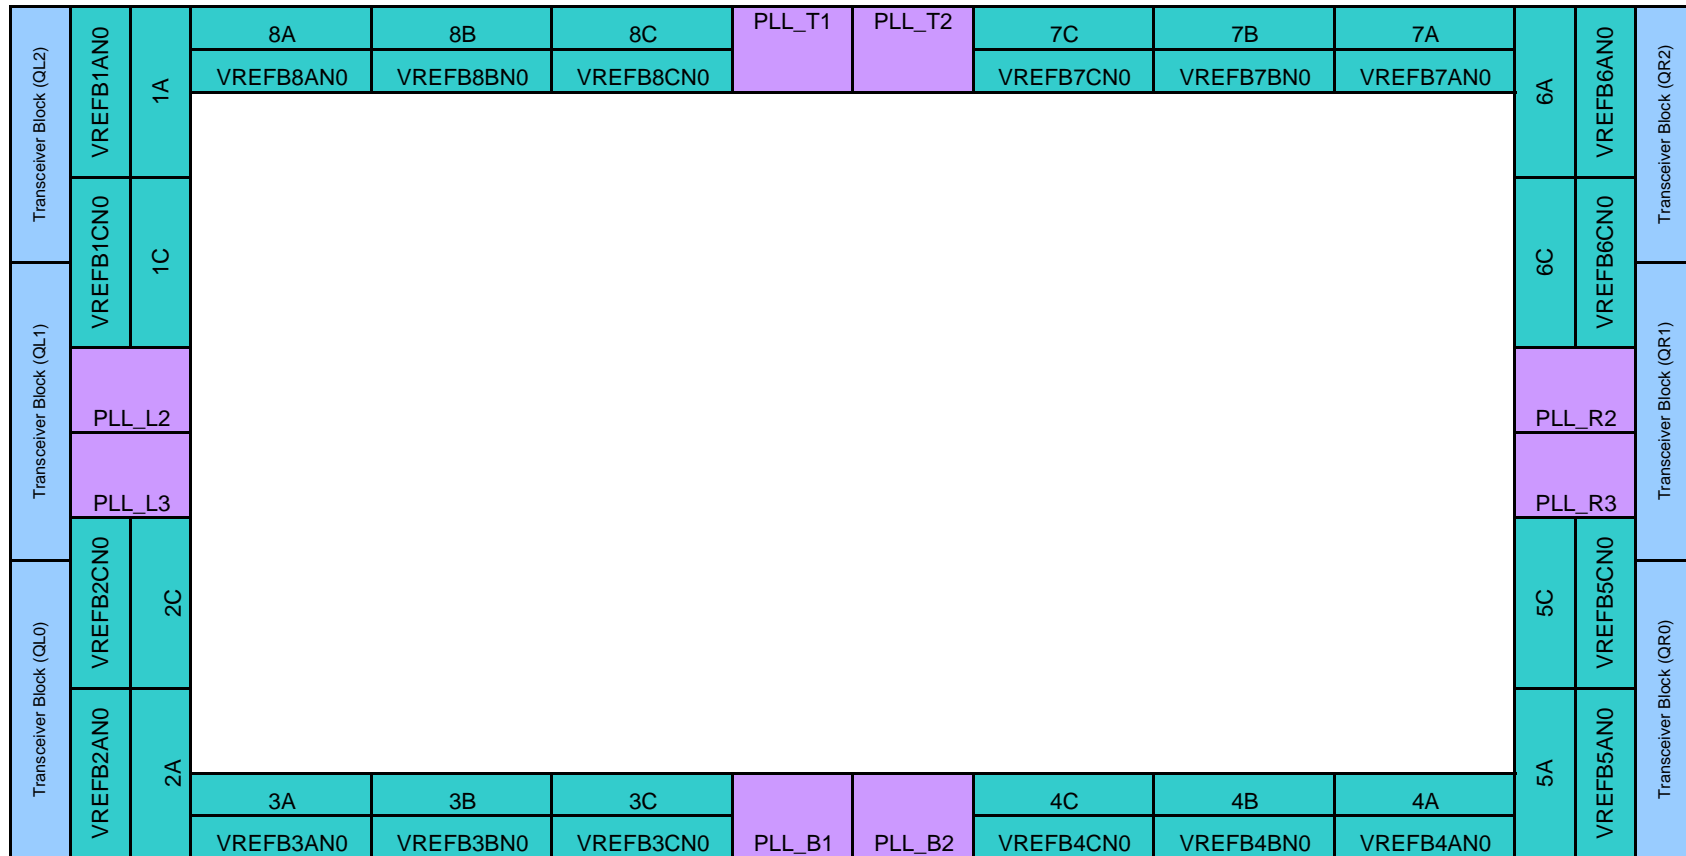 8A
8B
8C
PLL_T1
PLL_T2
7C
7B
7A
VREFB8AN0
VREFB8BN0
VREFB8CN0
VREFB7CN0
VREFB7BN0
VREFB7AN0
Transceiver Block (QL2)
VREFB1AN0
1A
6A
VREFB6AN0
Transceiver Block (QR2)
VREFB1CN0
1C
6C
VREFB6CN0
Transceiver Block (QL1)
PLL_L2
PLL_R2
Transceiver Block (QR1)
PLL_L3
PLL_R3
VREFB2CN0
2C
5C
VREFB5CN0
Transceiver Block (QL0)
VREFB2AN0
2A
5A
VREFB5AN0
Transceiver Block (QR0)
3A
3B
3C
4C
4B
4A
VREFB3AN0
VREFB3BN0
VREFB3CN0
PLL_B1
PLL_B2
VREFB4CN0
VREFB4BN0
VREFB4AN0